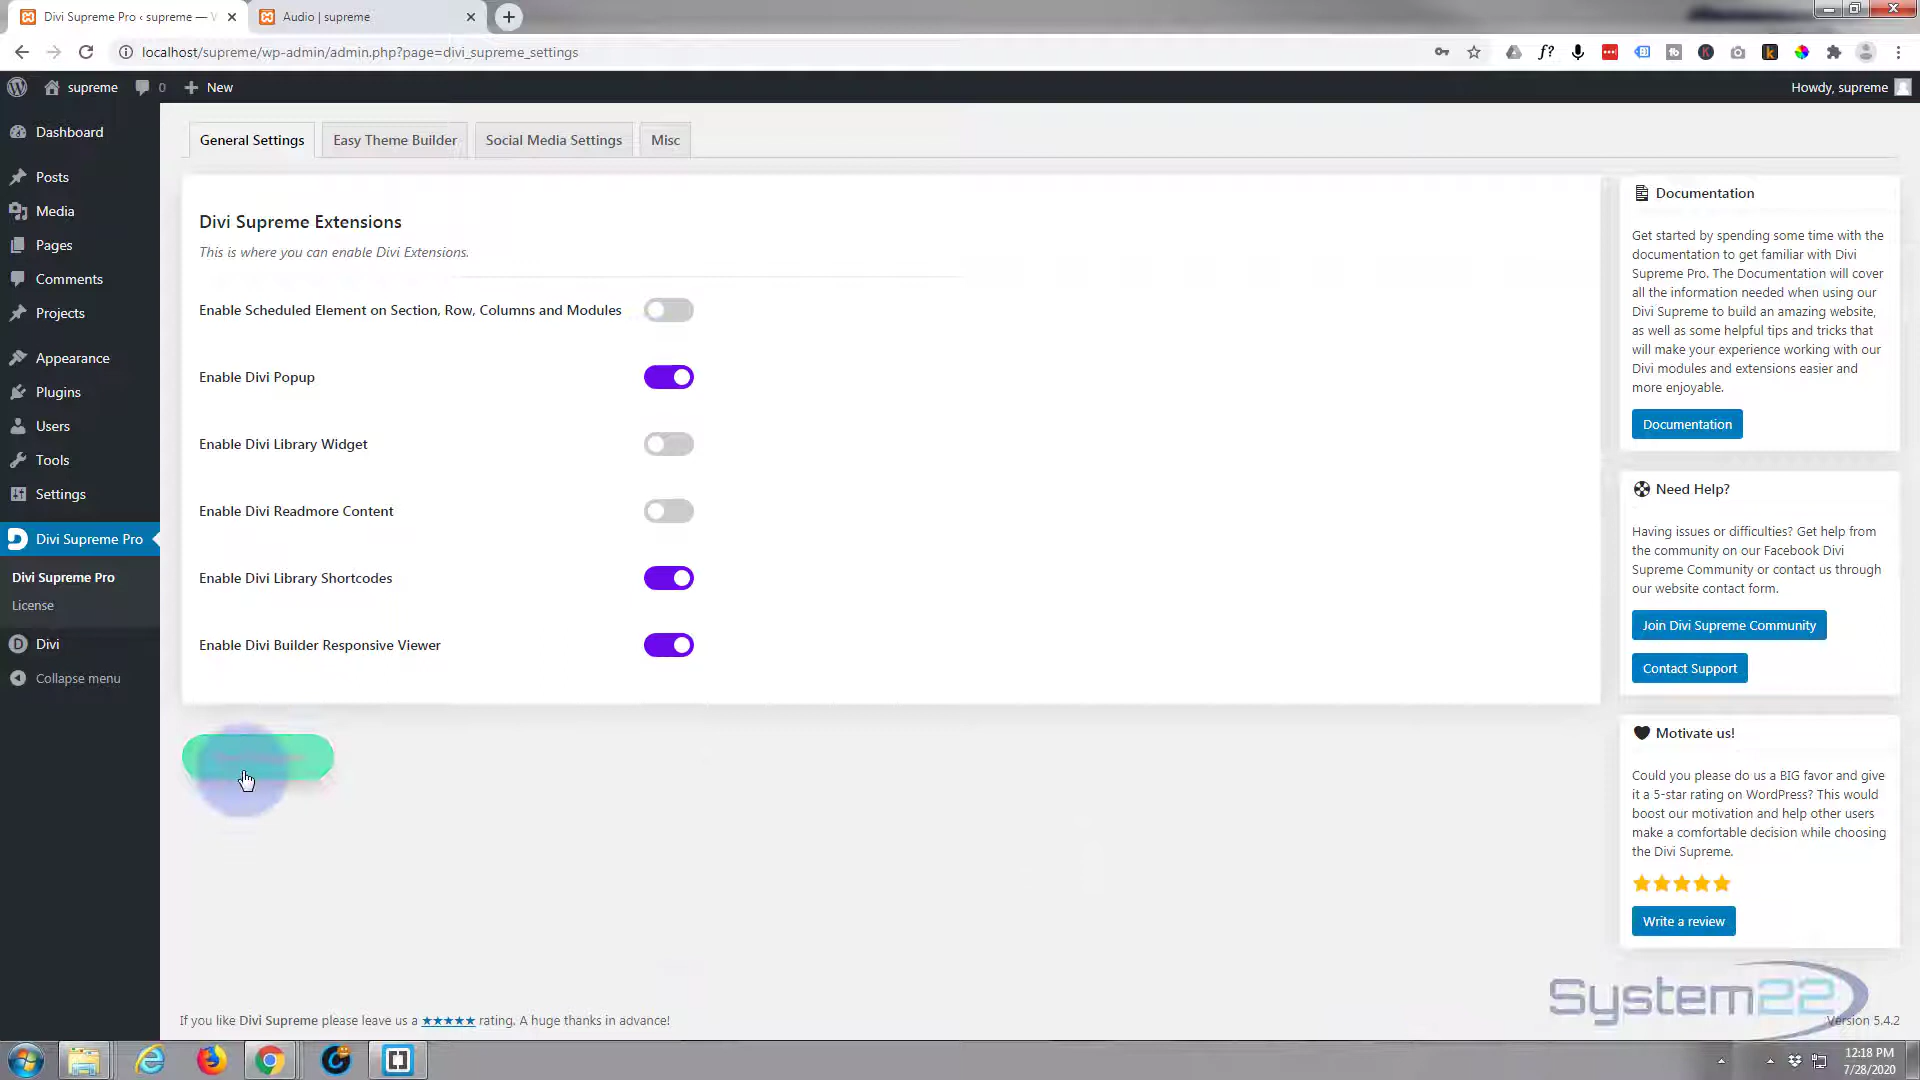 Divi Supreme Pro ‹ supreme —
Audio | supreme
localhost/supreme/wp-admin/admin.php?page=divi_supreme_settings
supreme
0
New
Howdy, supreme
Dashboard
Posts
Media
Pages
Comments
Projects
Appearance
Plugins
Users
Tools
Settings
Divi Supreme Pro
Divi Supreme Pro
License
Divi
Collapse menu
General Settings
Easy Theme Builder
Social Media Settings
Misc
Divi Supreme Extensions
This is where you can enable Divi Extensions.
Enable Scheduled Element on Section, Row, Columns and Modules
Enable Divi Popup
Enable Divi Library Widget
Enable Divi Readmore Content
Enable Divi Library Shortcodes
Enable Divi Builder Responsive Viewer
Documentation
Get started by spending some time with the
documentation to get familiar with Divi
Supreme Pro. The Documentation will cover
all the information needed when using our
Divi Supreme to build an amazing website,
as well as some helpful tips and tricks that
will make your experience working with our
Divi modules and extensions easier and
more enjoyable.
Documentation
Need Help?
Having issues or difficulties? Get help from
the community on our Facebook Divi
Supreme Community or contact us through
our website contact form.
Join Divi Supreme Community
Contact Support
Motivate us!
Could you please do us a BIG favor and give
it a 5-star rating on WordPress? This would
boost our motivation and help other users
make a comfortable decision while choosing
the Divi Supreme.
Write a review
System22
If you like Divi Supreme please leave us a ★★★★★ rating. A huge thanks in advance!
Version 5.4.2
12:18 PM
7/28/2020